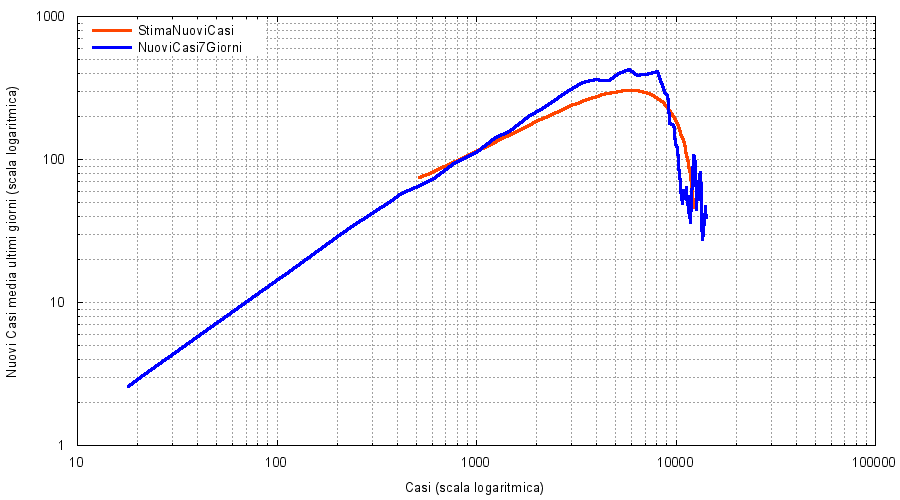 1000
StimaNuoviCasi
NuoviCasi7Giorni
100
10
1
10
100
1000
10000
100000
Nuovi Casi media ultimi giorni (scala logaritmica)
Casi (scala logaritmica)